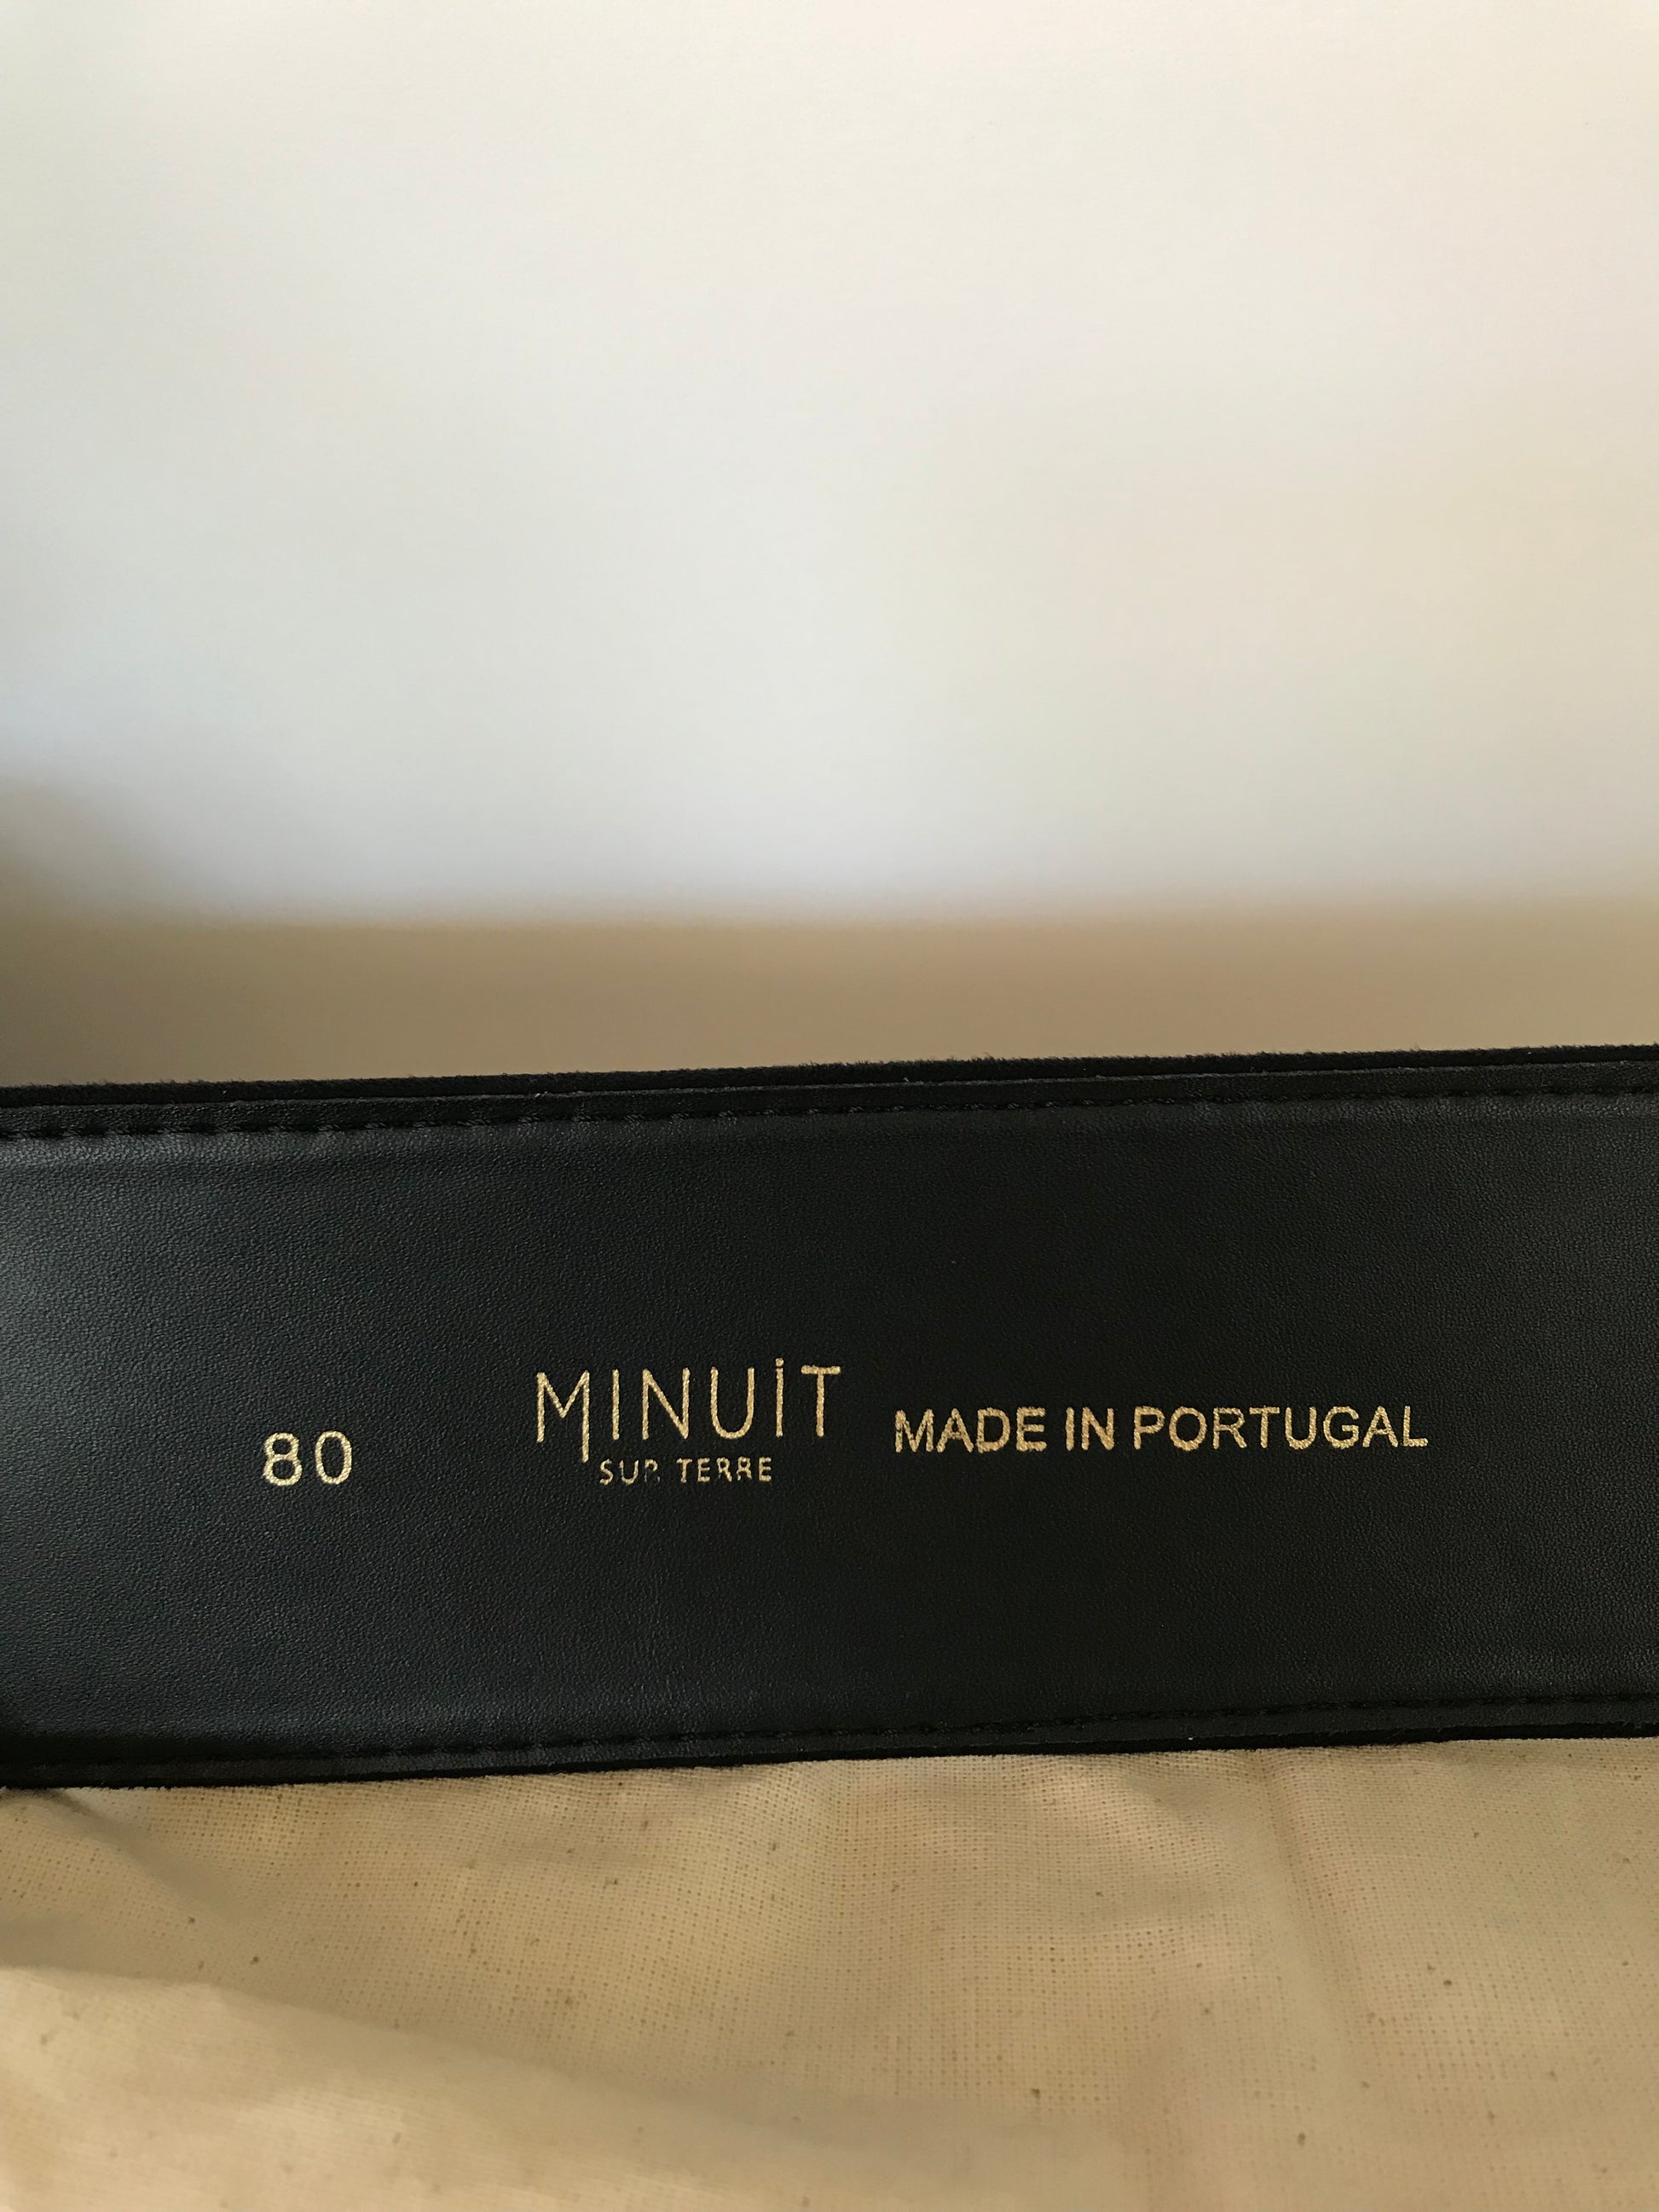 80
MINUiT
SUR TERRE
MADE IN PORTUGAL